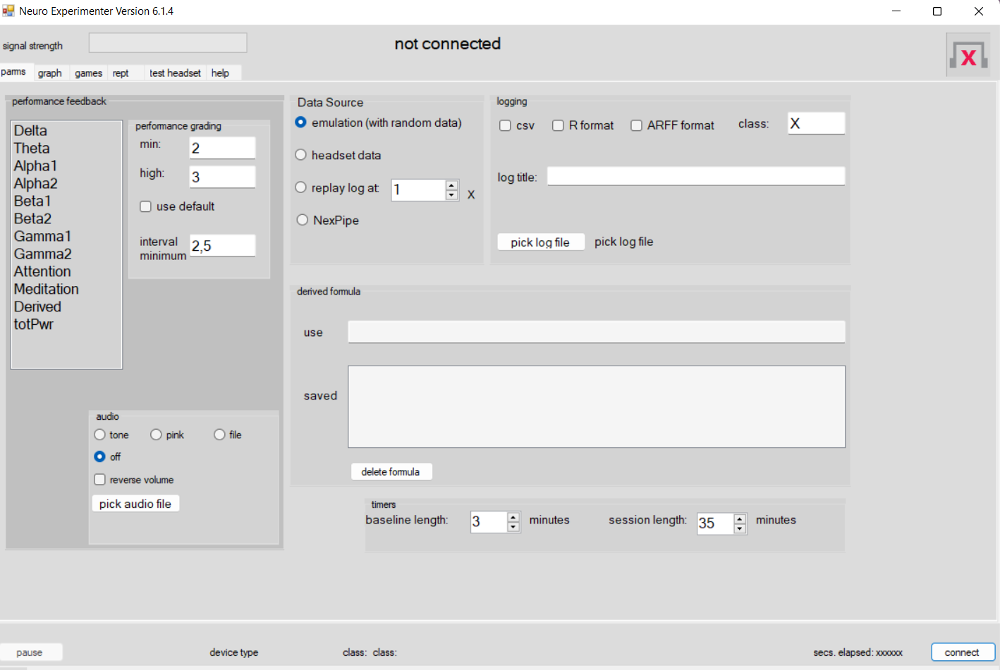 Neuro Experimenter Version 6.1.4
signal strength
not connected
X
parms graph games rept test headset help
performance feedback
Delta
Theta
Alpha1
Alpha2
Beta1
Beta2
Gamma1
Gamma2
Attention
Meditation
Derived
totPwr
performance grading
min: 2
high: 3
use default
interval minimum 2,5
audio
tone pink file
off
reverse volume
pick audio file
Data Source
emulation (with random data)
headset data
replay log at: 1 X
NexPipe
logging
csv R format ARFF format class: X
log title:
pick log file pick log file
derived formula
use
saved
delete formula
timers
baseline length: 3 minutes session length: 35 minutes
pause device type class: class: secs. elapsed: xxxxxx connect